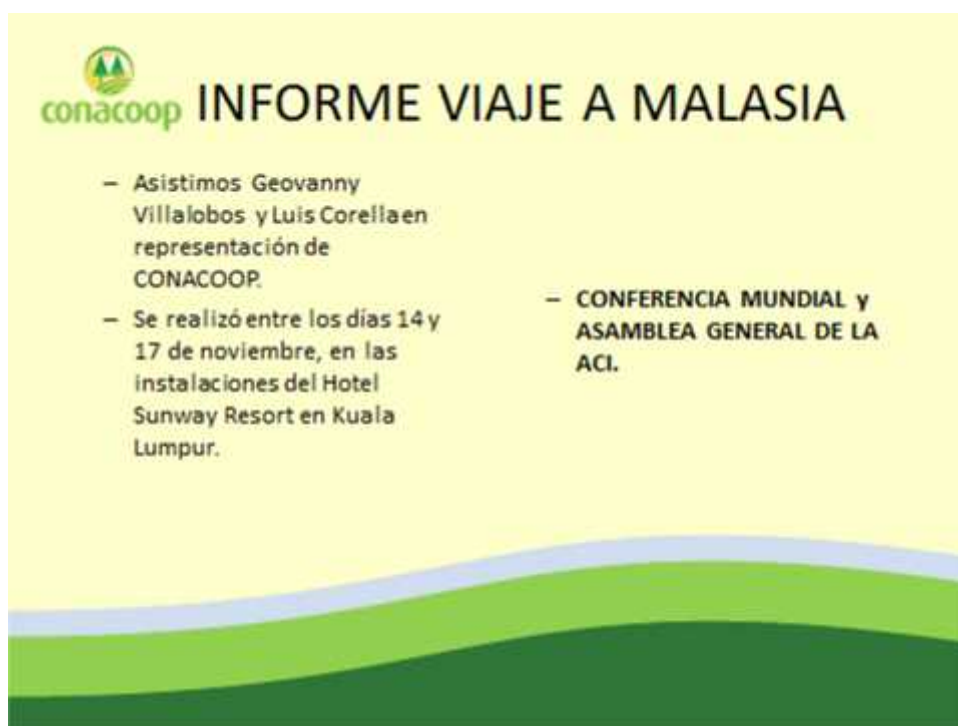 conacoop INFORME VIAJE A MALASIA
– Asistimos Geovanny
Villalobos y Luis Corella en
representación de
CONACOOP.
– Se realizó entre los días 14 y
17 de noviembre, en las
instalaciones del Hotel
Sunway Resort en Kuala
Lumpur.
– CONFERENCIA MUNDIAL y
ASAMBLEA GENERAL DE LA
ACI.